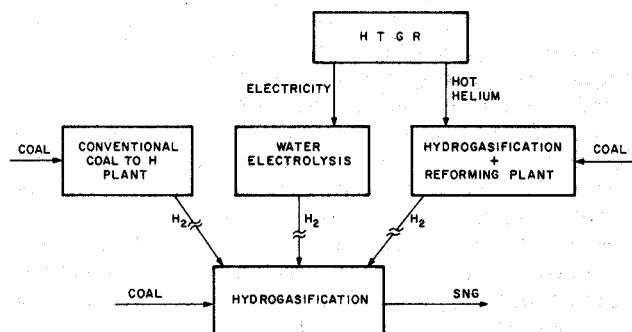 H T G R
ELECTRICITY
HOT
HELIUM
COAL
CONVENTIONAL
COAL TO H
PLANT
WATER
ELECTROLYSIS
HYDROGASIFICATION
+
REFORMING PLANT
COAL
H2
H2
H2
COAL
HYDROGASIFICATION
SNG